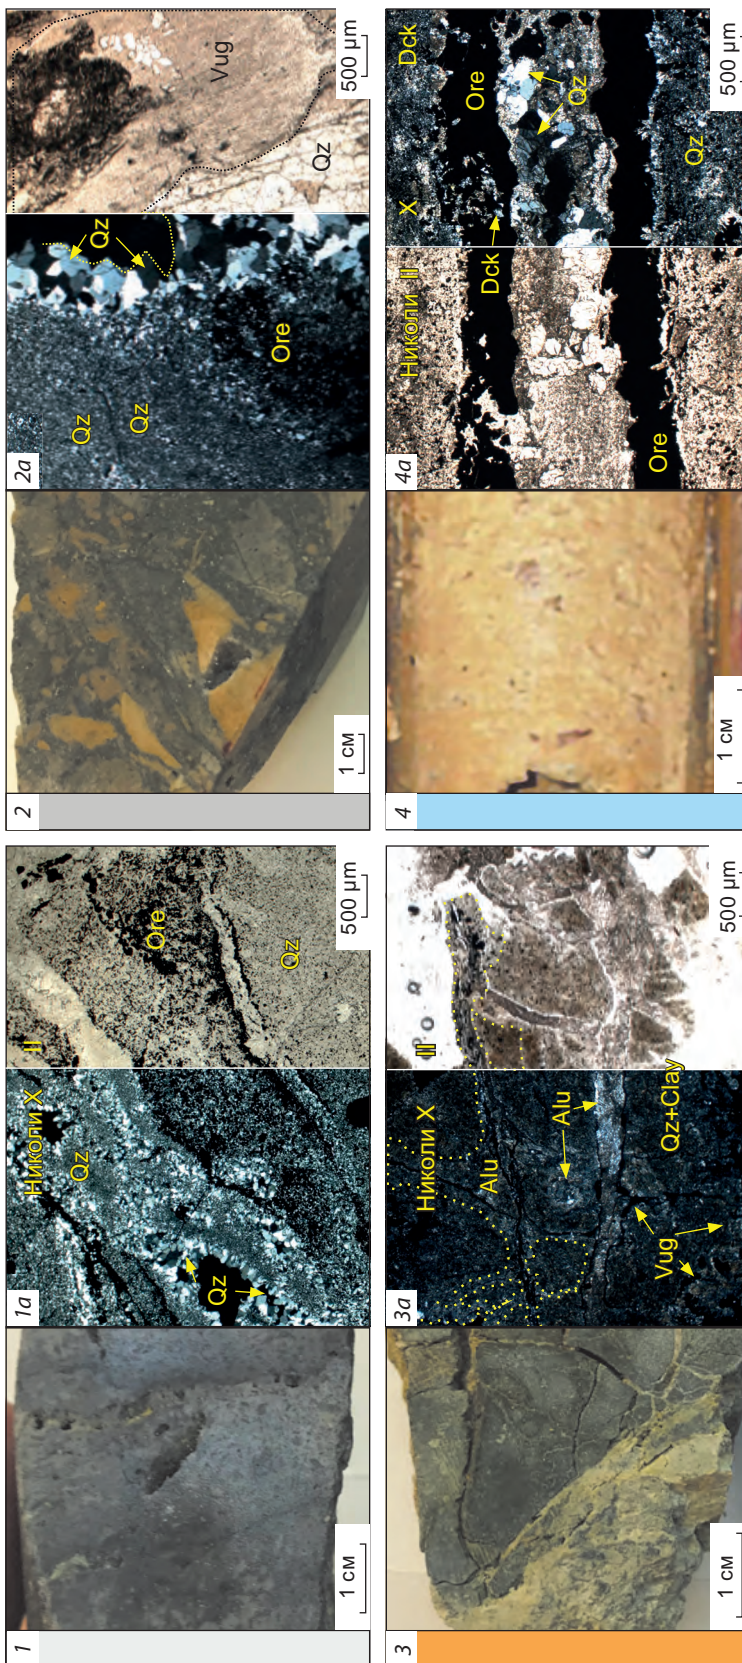 1
1 см
1a
Николи X
Qz
Qz
II
Ore
Qz
500 µm
2
1 см
2a
Qz
Qz
Qz
Ore
Vug
Qz
500 µm
3
1 см
3a
Николи X
Alu
Alu
Vug
Qz+Clay
II
500 µm
4
1 см
4a
Николи II
Dck
Ore
X
Dck
Ore
Qz
Qz
500 µm